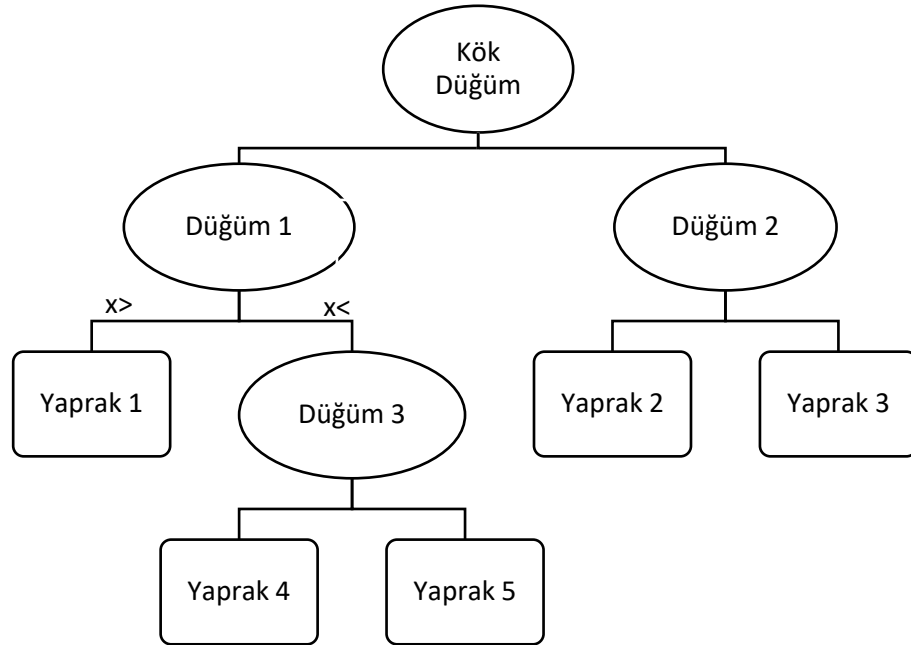 Kök
Düğüm
Düğüm 1
Düğüm 2
x>
x<
Yaprak 1
Düğüm 3
Yaprak 2
Yaprak 3
Yaprak 4
Yaprak 5